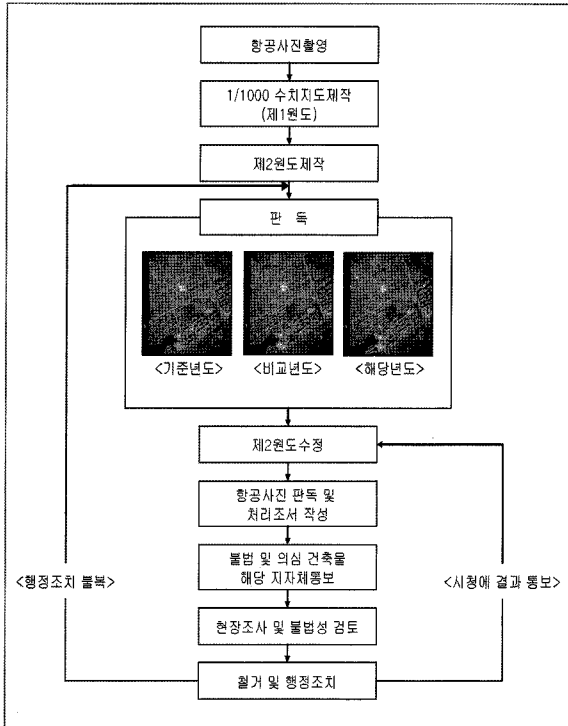 항공사진촬영
1/1000 수치지도제작
(제1원도)
제2원도제작
판 독
<기준년도> <비교년도> <해당년도>
제2원도수정
항공사진 판독 및
처리조서 작성
불법 및 의심 건축물
해당 지자체통보
<행정조치 불복>
<시청에 결과 통보>
현장조사 및 불법성 검토
철거 및 행정조치